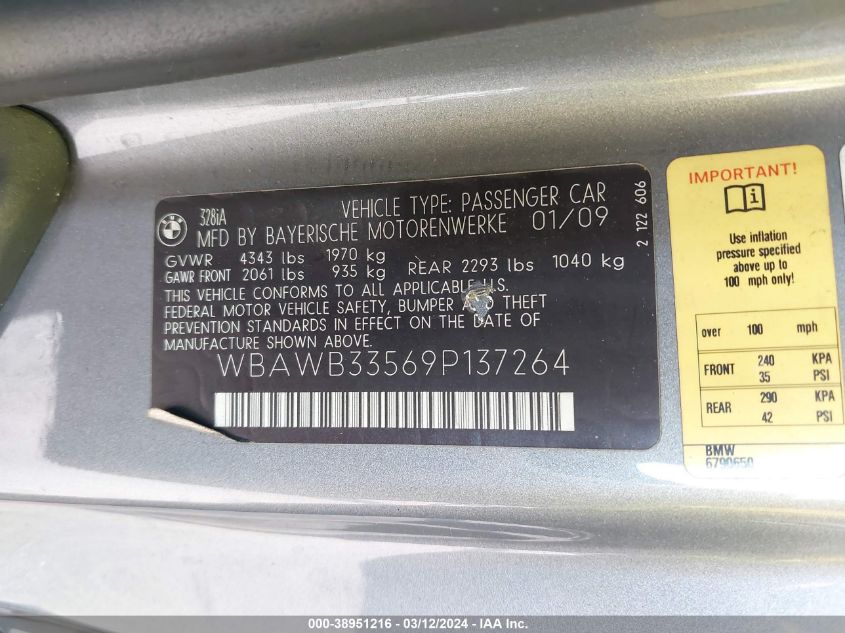 BMW
328iA VEHICLE TYPE: PASSENGER CAR
MFD BY BAYERISCHE MOTORENWERKE 01/09
GVWR 4343 lbs 1970 kg
GAWR FRONT 2061 lbs 935 kg REAR 2293 lbs 1040 kg
THIS VEHICLE CONFORMS TO ALL APPLICABLE U.S.
FEDERAL MOTOR VEHICLE SAFETY, BUMPER AND THEFT
PREVENTION STANDARDS IN EFFECT ON THE DATE OF
MANUFACTURE SHOWN ABOVE.
WBAWB33569P137264
2 122 606
IMPORTANT!
Use inflation
pressure specified
above up to
100 mph only!
over 100 mph
FRONT 240 KPA
35 PSI
REAR 290 KPA
42 PSI
BMW
6790650
000-38951216 - 03/12/2024 - IAA Inc.